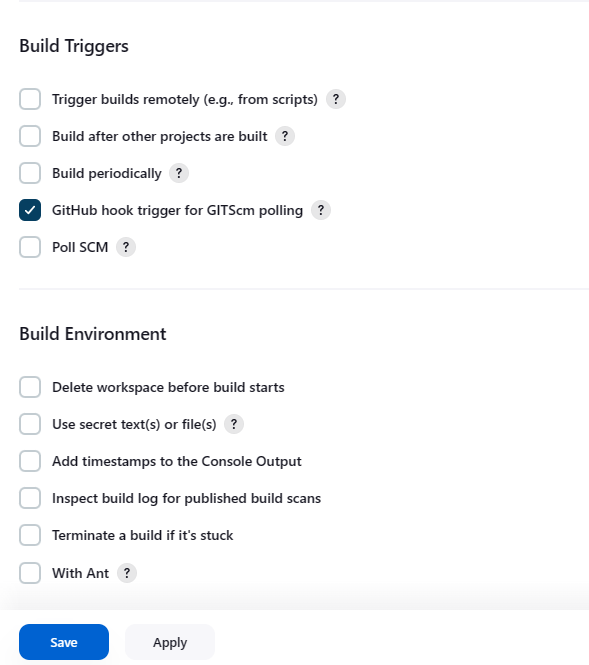 Build Triggers
Trigger builds remotely (e.g., from scripts) ?
Build after other projects are built ?
Build periodically ?
GitHub hook trigger for GITScm polling ?
Poll SCM ?
Build Environment
Delete workspace before build starts
Use secret text(s) or file(s) ?
Add timestamps to the Console Output
Inspect build log for published build scans
Terminate a build if it's stuck
With Ant ?
Save Apply